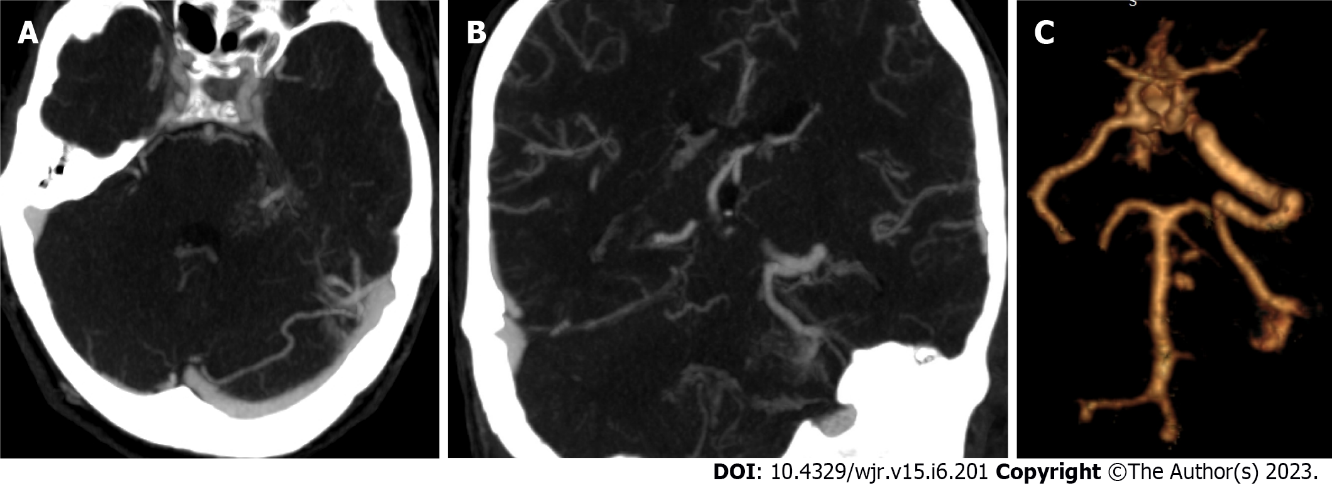 A
B
C
S
DOI: 10.4329/wjr.v15.i6.201 Copyright ©The Author(s) 2023.